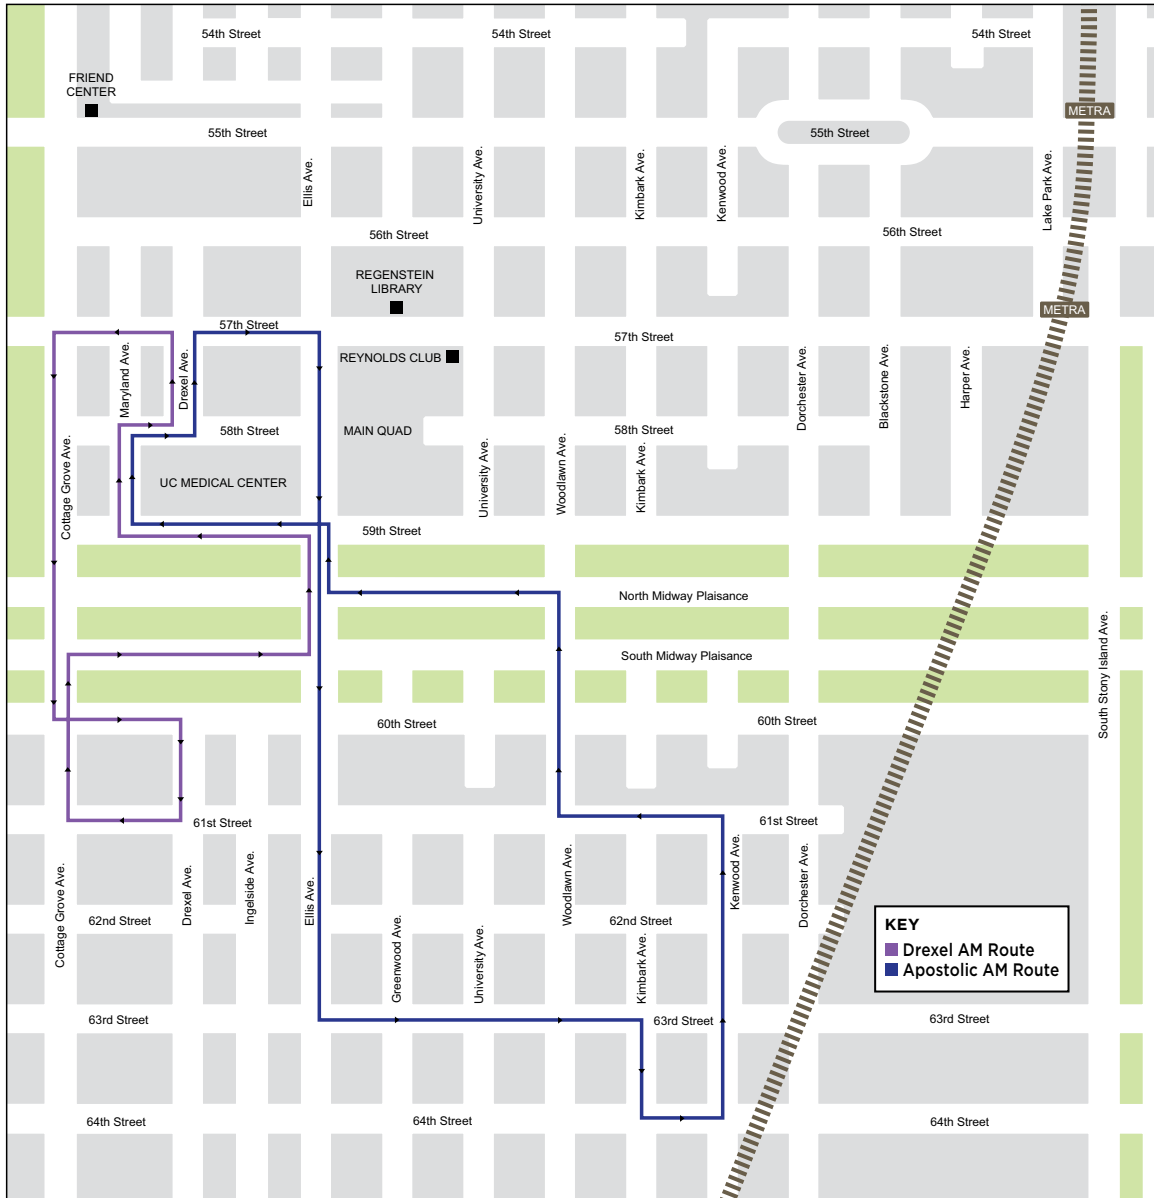 54th Street
54th Street
54th Street
FRIEND
CENTER
METRA
55th Street
55th Street
Ellis Ave.
University Ave.
Kimbark Ave.
Kenwood Ave.
Lake Park Ave.
56th Street
56th Street
REGENSTEIN
LIBRARY
METRA
57th Street
57th Street
REYNOLDS CLUB
Maryland Ave.
Drexel Ave.
Dorchester Ave.
Blackstone Ave.
Harper Ave.
58th Street
MAIN QUAD
58th Street
Cottage Grove Ave.
UC MEDICAL CENTER
University Ave.
Woodlawn Ave.
Kimbark Ave.
59th Street
North Midway Plaisance
South Midway Plaisance
South Stony Island Ave.
60th Street
60th Street
61st Street
61st Street
Cottage Grove Ave.
Drexel Ave.
Ingelside Ave.
Ellis Ave.
Greenwood Ave.
University Ave.
Woodlawn Ave.
Kimbark Ave.
Kenwood Ave.
Dorchester Ave.
62nd Street
62nd Street
KEY
Drexel AM Route
Apostolic AM Route
63rd Street
63rd Street
63rd Street
64th Street
64th Street
64th Street